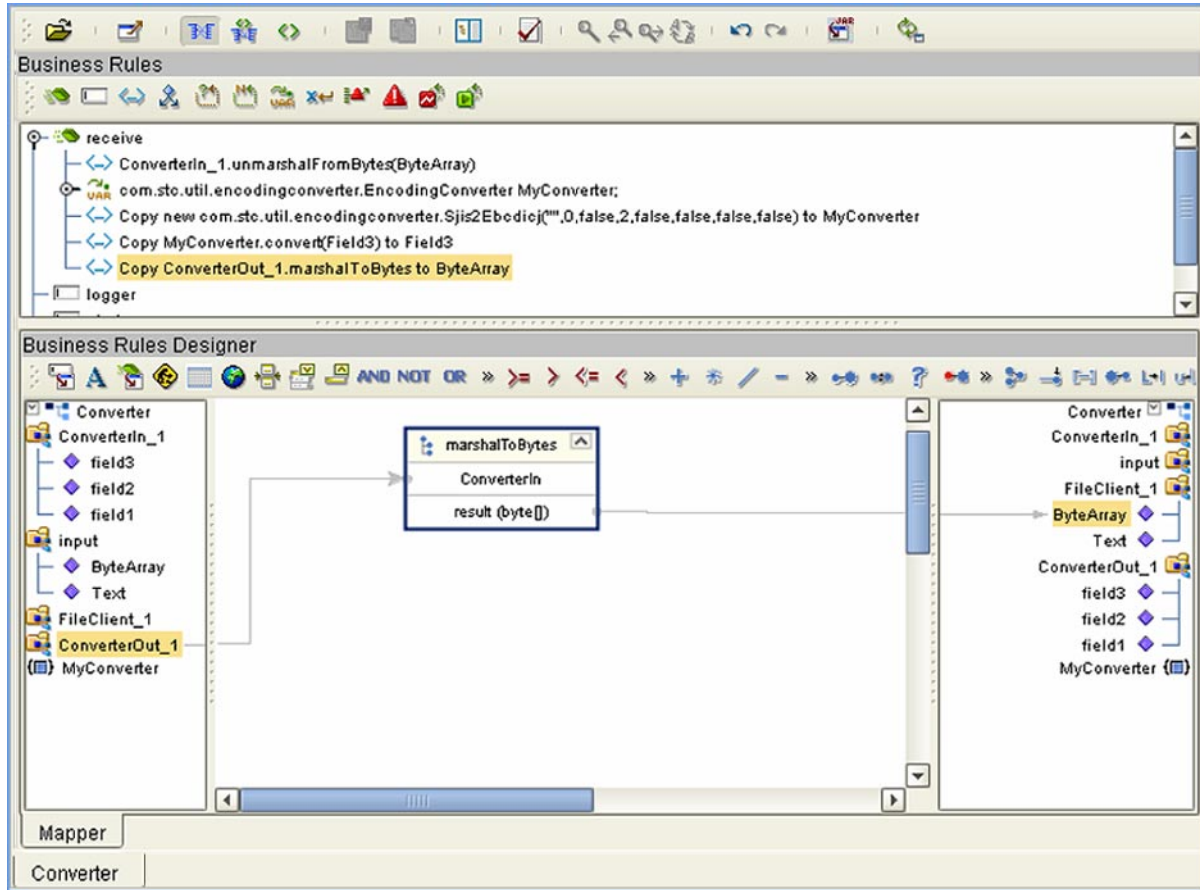 JAR
Business Rules
VAR
receive
ConverterIn_1.unmarshalFromBytes(ByteArray)
VAR
com.stc.util.encodingconverter.EncodingConverter MyConverter;
Copy new com.stc.util.encodingconverter.Sjis2Ebcdicj("",0,false,2,false,false,false,false) to MyConverter
Copy MyConverter.convert(Field3) to Field3
Copy ConverterOut_1.marshalToBytes to ByteArray
logger
Business Rules Designer
A AND NOT OR » >= > <= < » + / - » ? »
Converter
ConverterIn_1
field3
field2
field1
input
ByteArray
Text
FileClient_1
ConverterOut_1
MyConverter
marshalToBytes
ConverterIn
result (byte[])
Converter
ConverterIn_1
input
FileClient_1
ByteArray
Text
ConverterOut_1
field3
field2
field1
MyConverter
Mapper
Converter